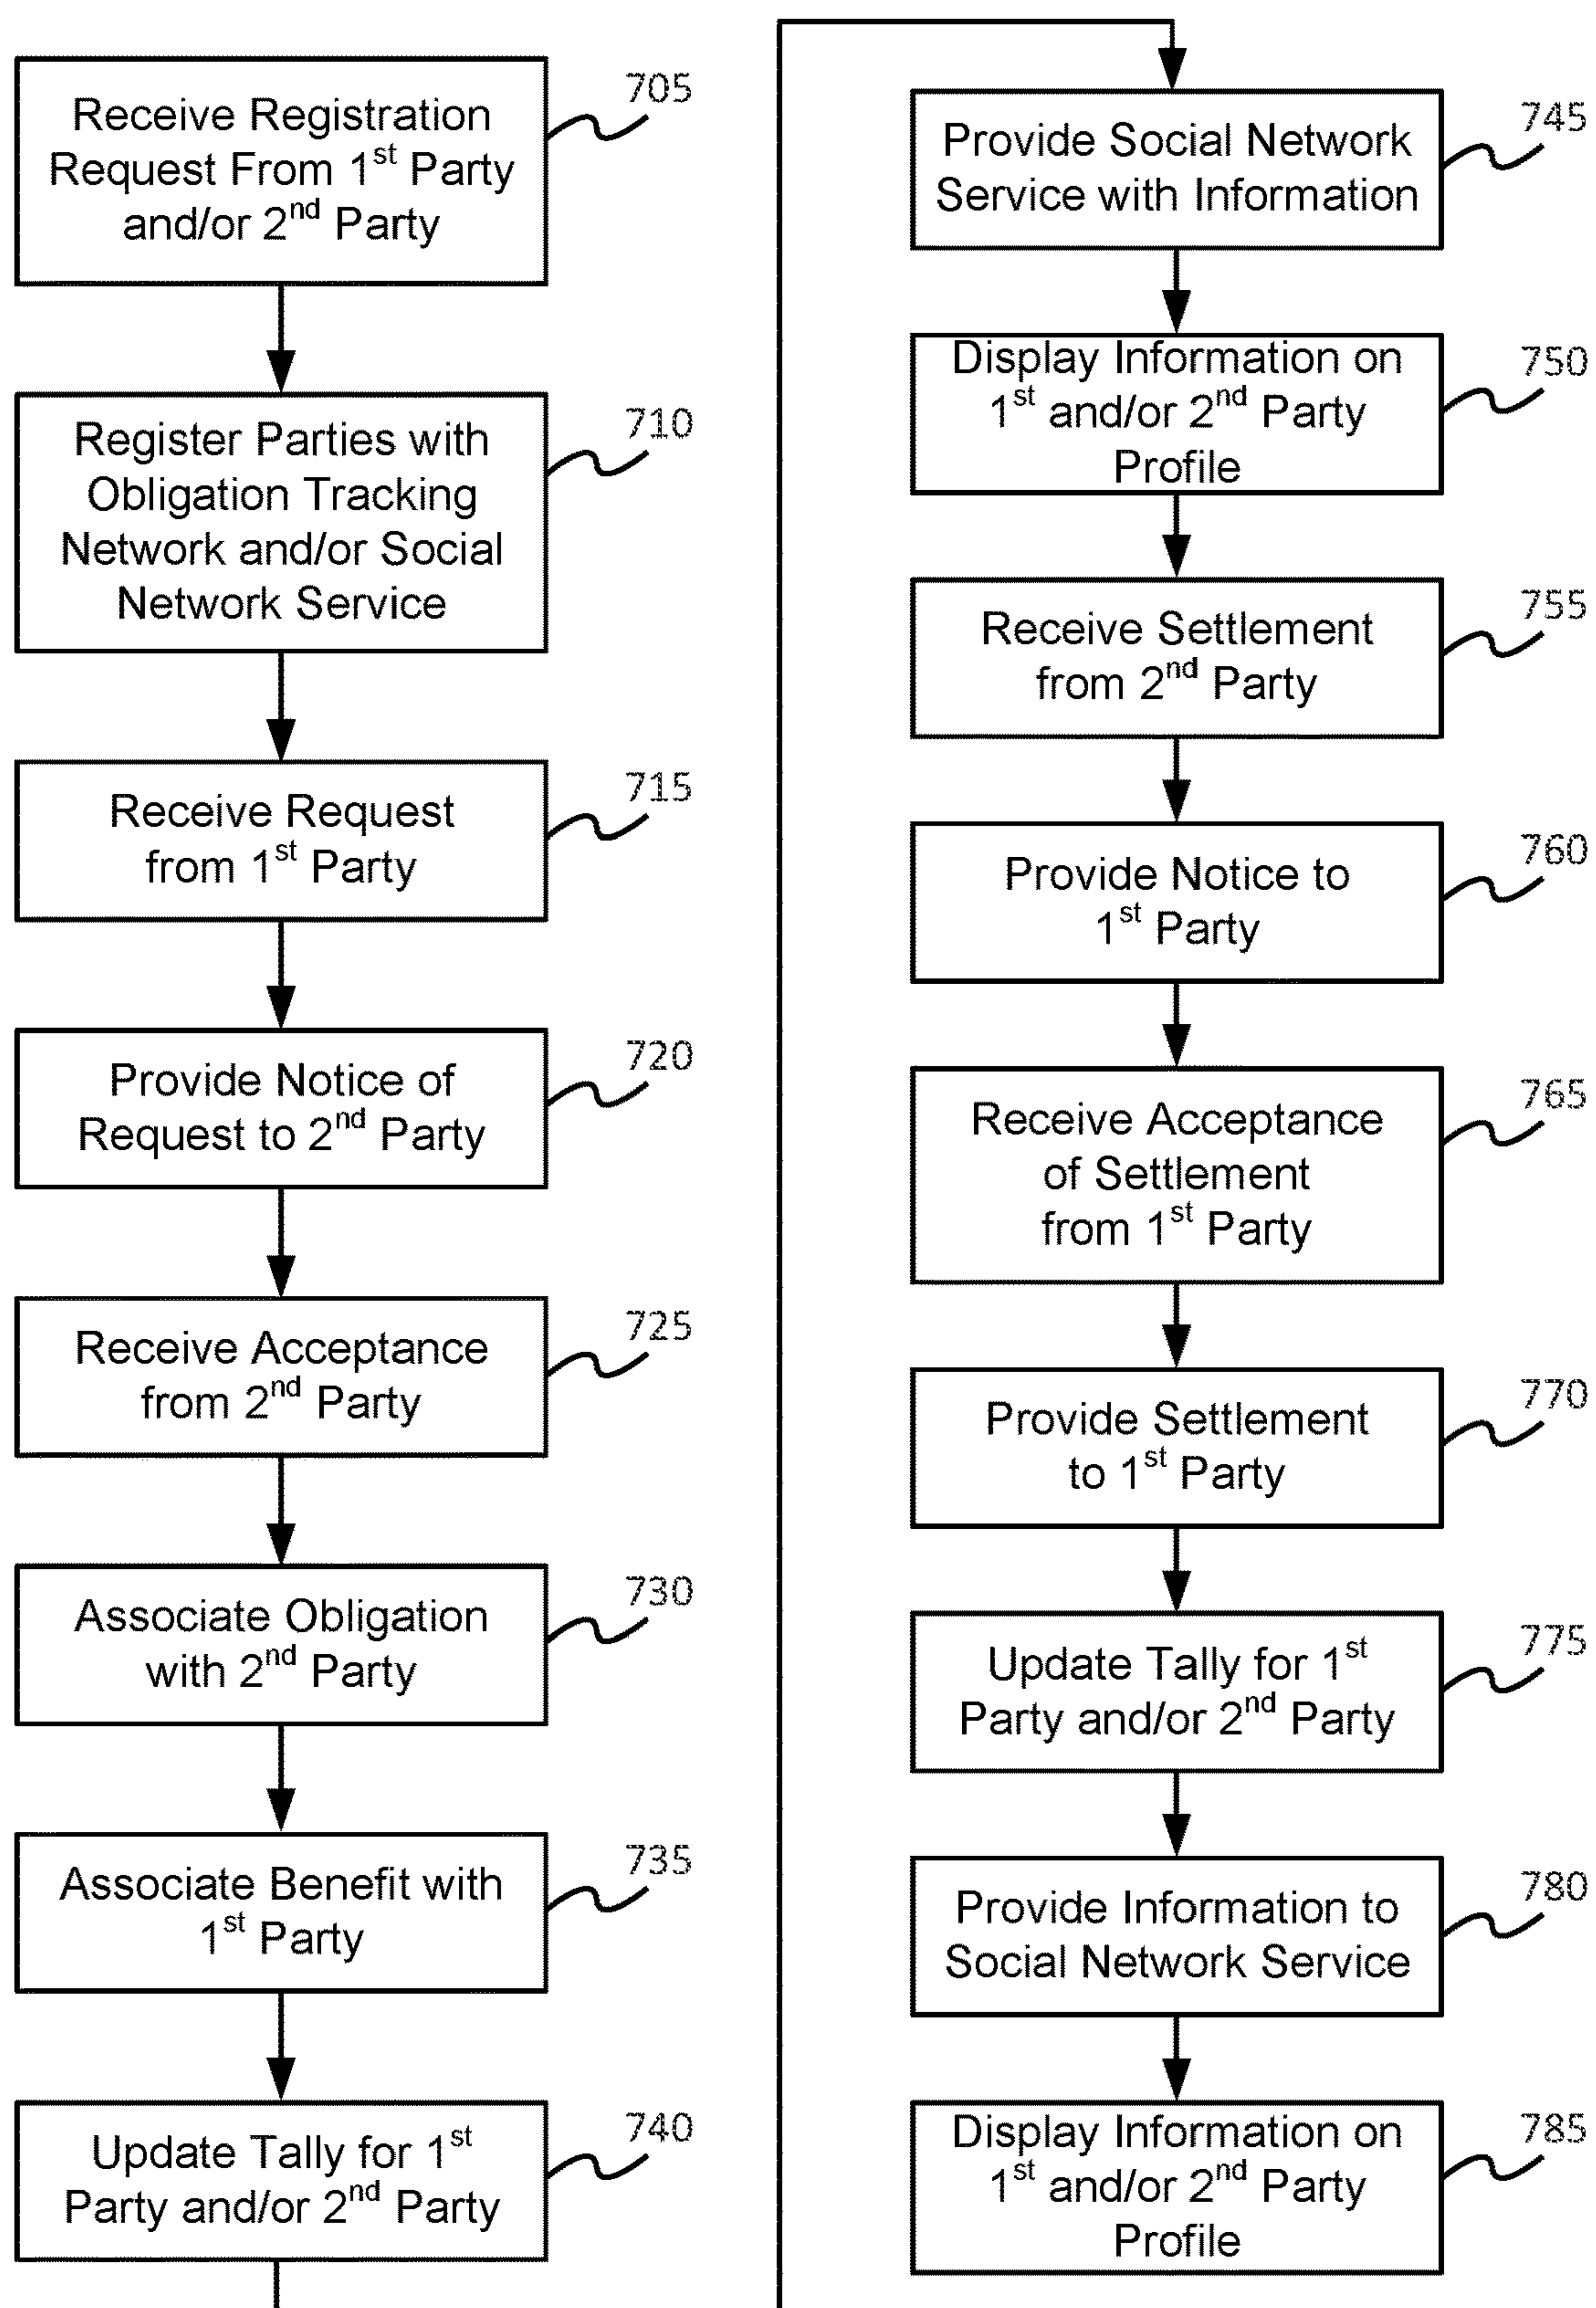 Receive Registration
Request From 1st Party
and/or 2nd Party
705
Register Parties with
Obligation Tracking
Network and/or Social
Network Service
710
Receive Request
from 1st Party
715
Provide Notice of
Request to 2nd Party
720
Receive Acceptance
from 2nd Party
725
Associate Obligation
with 2nd Party
730
Associate Benefit with
1st Party
735
Update Tally for 1st
Party and/or 2nd Party
740
Provide Social Network
Service with Information
745
Display Information on
1st and/or 2nd Party
Profile
750
Receive Settlement
from 2nd Party
755
Provide Notice to
1st Party
760
Receive Acceptance
of Settlement
from 1st Party
765
Provide Settlement
to 1st Party
770
Update Tally for 1st
Party and/or 2nd Party
775
Provide Information to
Social Network Service
780
Display Information on
1st and/or 2nd Party
Profile
785